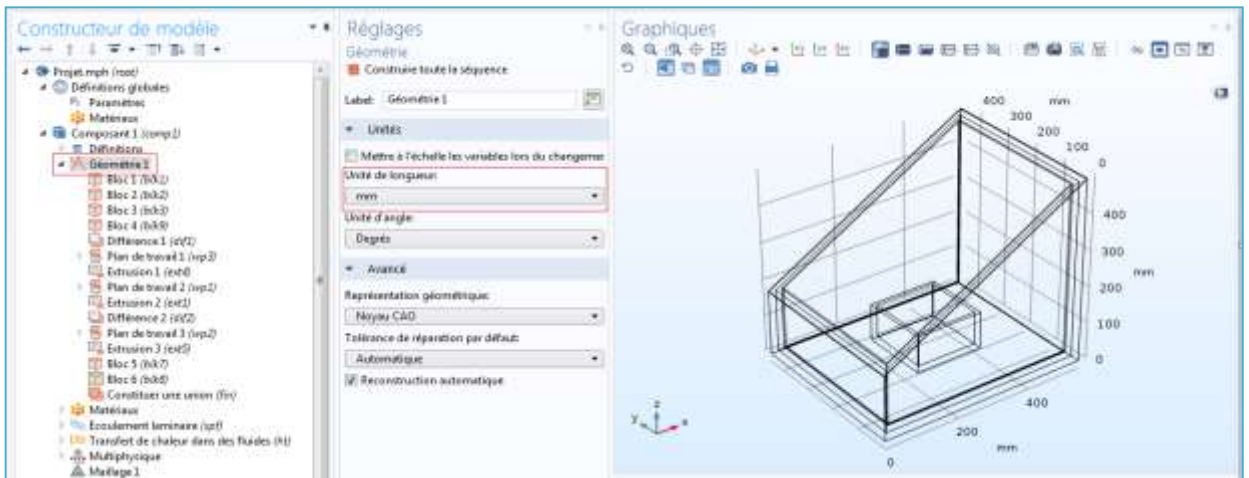 Constructeur de modèle
Projet.mph (root)
Définitions globales
Pi Paramètres
Matériaux
Composant 1 (comp1)
Définitions
Géométrie 1
Bloc 1 (blk1)
Bloc 2 (blk2)
Bloc 3 (blk3)
Bloc 4 (blk9)
Différence 1 (dif1)
Plan de travail 1 (wp3)
Extrusion 1 (ext8)
Plan de travail 2 (wp1)
Extrusion 2 (ext1)
Différence 2 (dif2)
Plan de travail 3 (wp2)
Extrusion 3 (ext5)
Bloc 5 (blk7)
Bloc 6 (blk8)
Constituer une union (fin)
Matériaux
Ecoulement laminaire (spf)
Transfert de chaleur dans des fluides (ht)
Multiphysique
Maillage 1
Réglages
Géométrie
Construire toute la séquence
Label: Géométrie 1
Unités
Mettre à l'échelle les variables lors du changemer
Unité de longueur:
mm
Unité d'angle:
Degrés
Avancé
Représentation géométrique:
Noyau CAO
Tolérance de réparation par défaut:
Automatique
Reconstruction automatique
Graphiques
400
mm
300
200
100
0
400
300
mm
200
100
0
400
200
mm
0
z
y
x